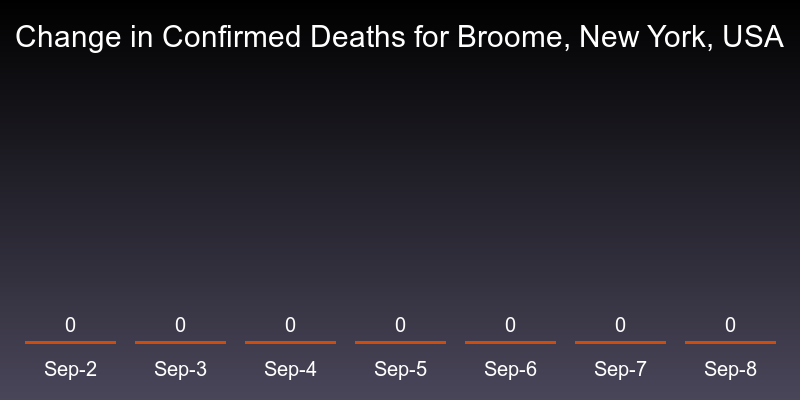 Change in Confirmed Deaths for Broome, New York, USA
0 0 0 0 0 0 0
Sep-2 Sep-3 Sep-4 Sep-5 Sep-6 Sep-7 Sep-8